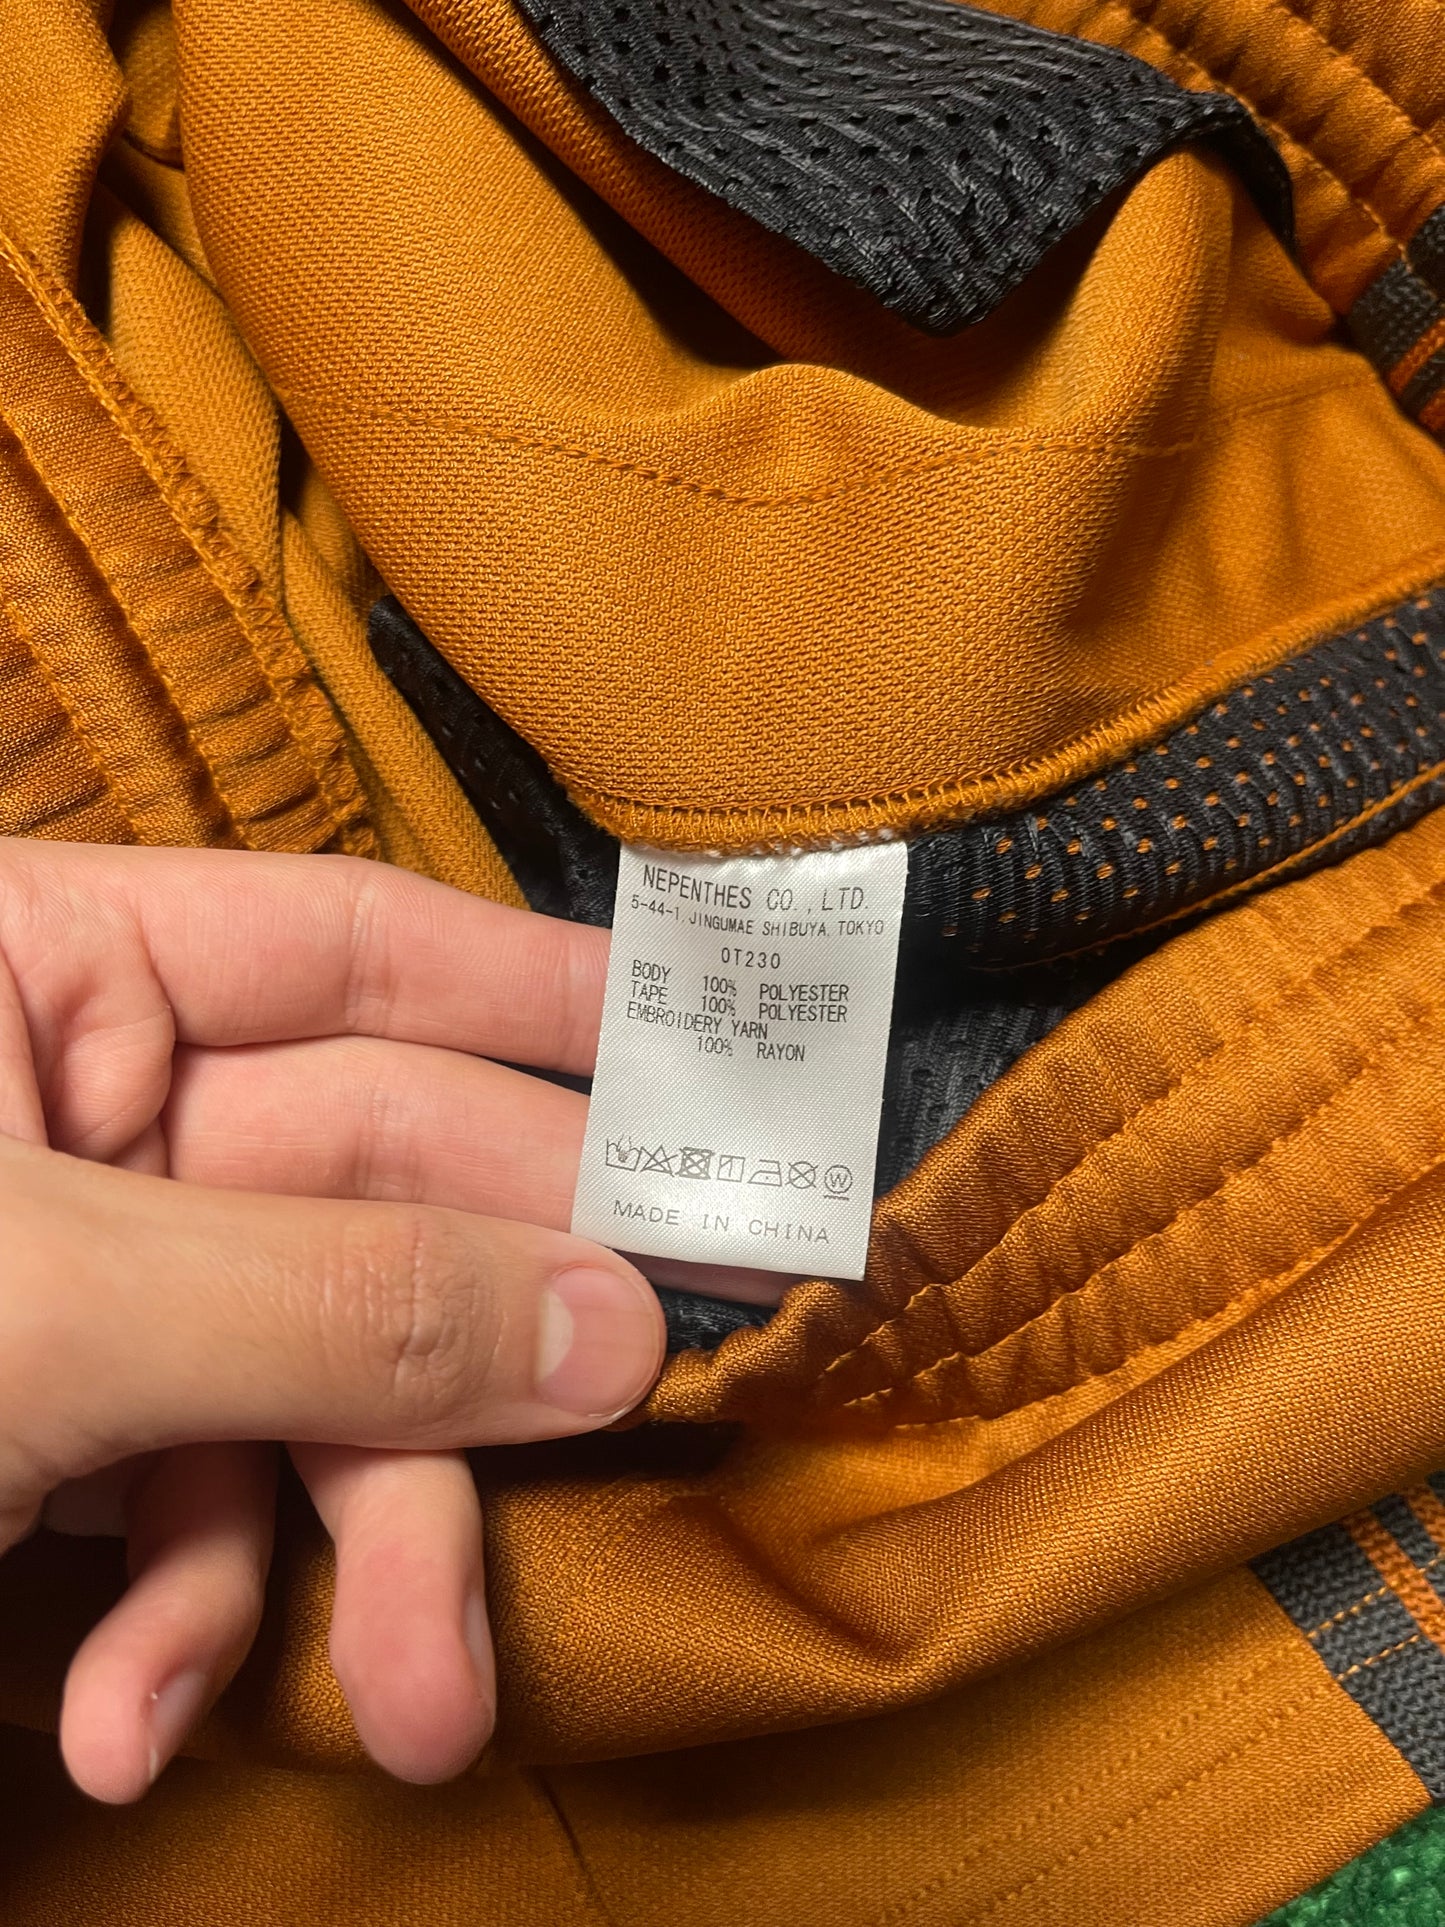 NEPENTHES CO., LTD.
5-44-1, JINGUMAE SHIBUYA, TOKYO
OT230
BODY 100% POLYESTER
TAPE 100% POLYESTER
EMBROIDERY YARN
100% RAYON
W
MADE IN CHINA